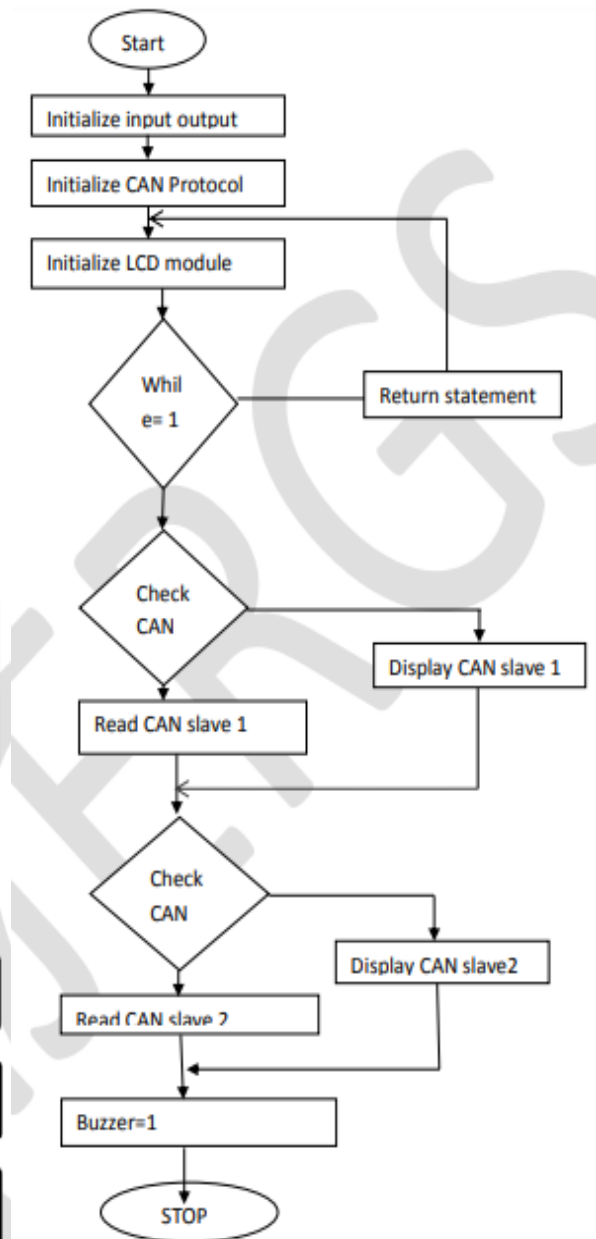 Start
Initialize input output
Initialize CAN Protocol
Initialize LCD module
Whil
e= 1
Return statement
Check
CAN
Display CAN slave 1
Read CAN slave 1
Check
CAN
Display CAN slave2
Read CAN slave 2
Buzzer=1
STOP